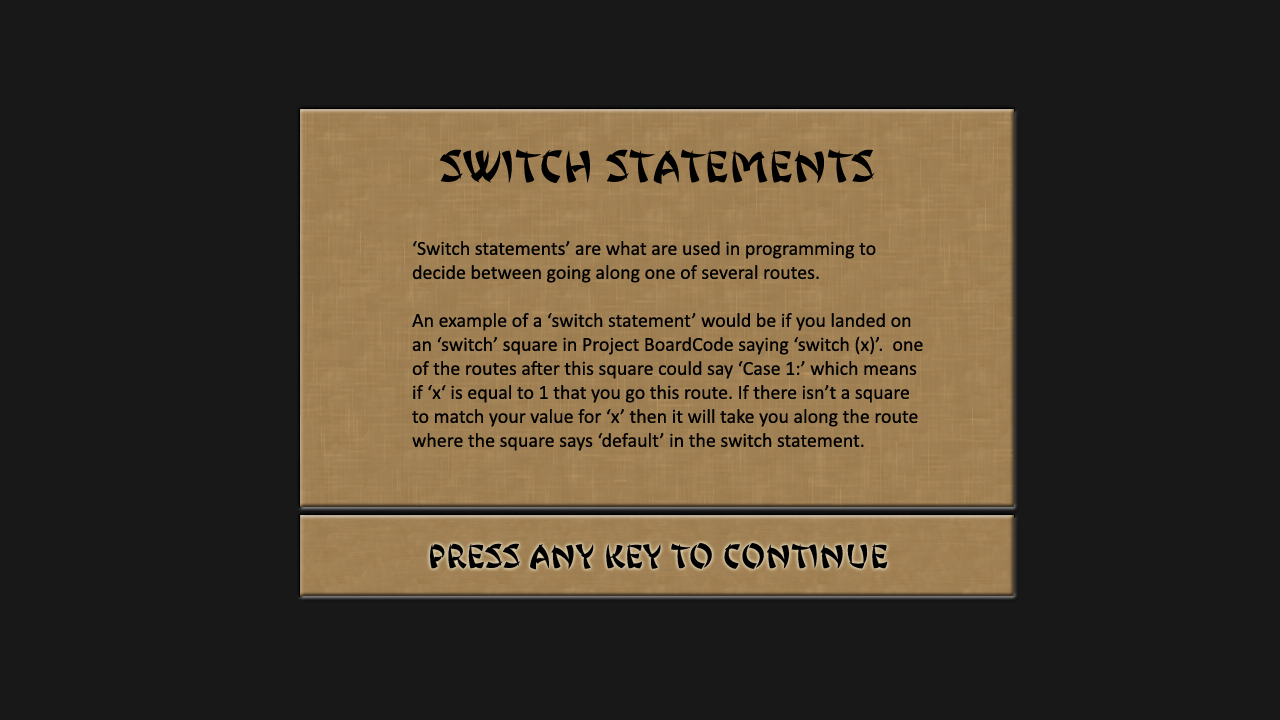 SWITCH STATEMENTS
‘Switch statements’ are what are used in programming to
decide between going along one of several routes.
An example of a ‘switch statement’ would be if you landed on
an ‘switch’ square in Project BoardCode saying ‘switch (x)’.  one
of the routes after this square could say ‘Case 1:’ which means
if ‘x‘ is equal to 1 that you go this route. If there isn’t a square
to match your value for ‘x’ then it will take you along the route
where the square says ‘default’ in the switch statement.
PRESS ANY KEY TO CONTINUE